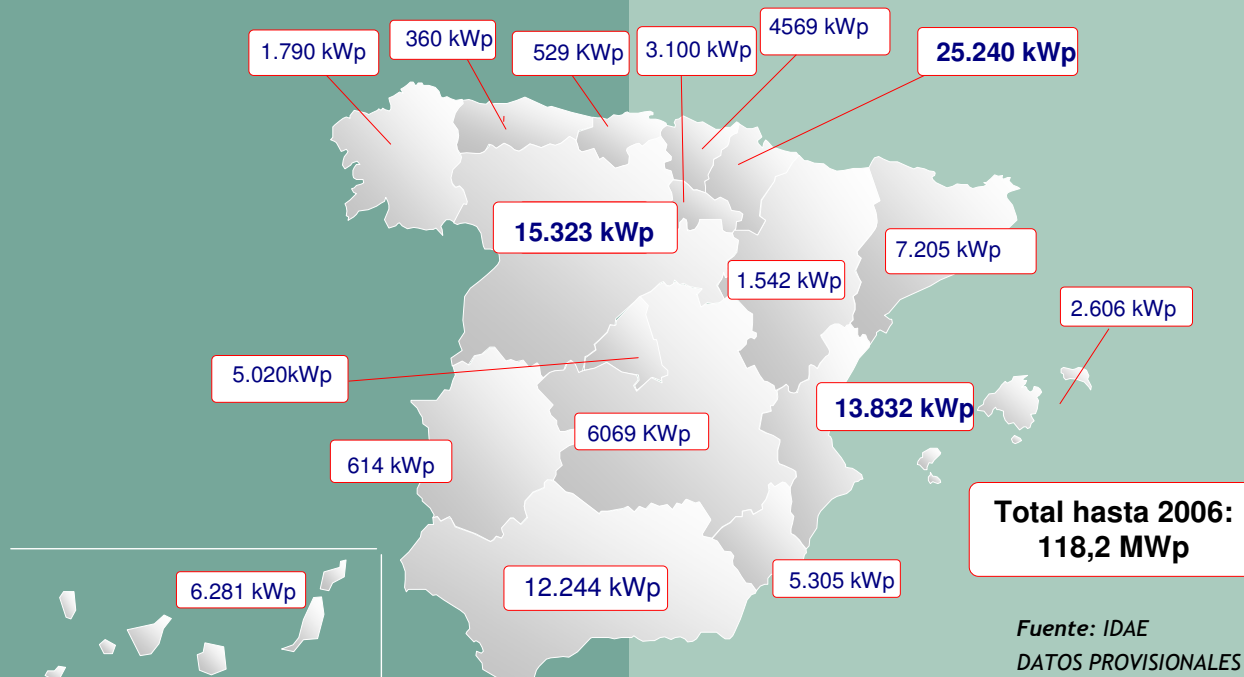 1.790 kWp
360 kWp
529 KWp
3.100 kWp
4569 kWp
25.240 kWp
15.323 kWp
7.205 kWp
1.542 kWp
2.606 kWp
5.020kWp
13.832 kWp
6069 KWp
614 kWp
Total hasta 2006:
118,2 MWp
12.244 kWp
5.305 kWp
6.281 kWp
Fuente: IDAE
DATOS PROVISIONALES